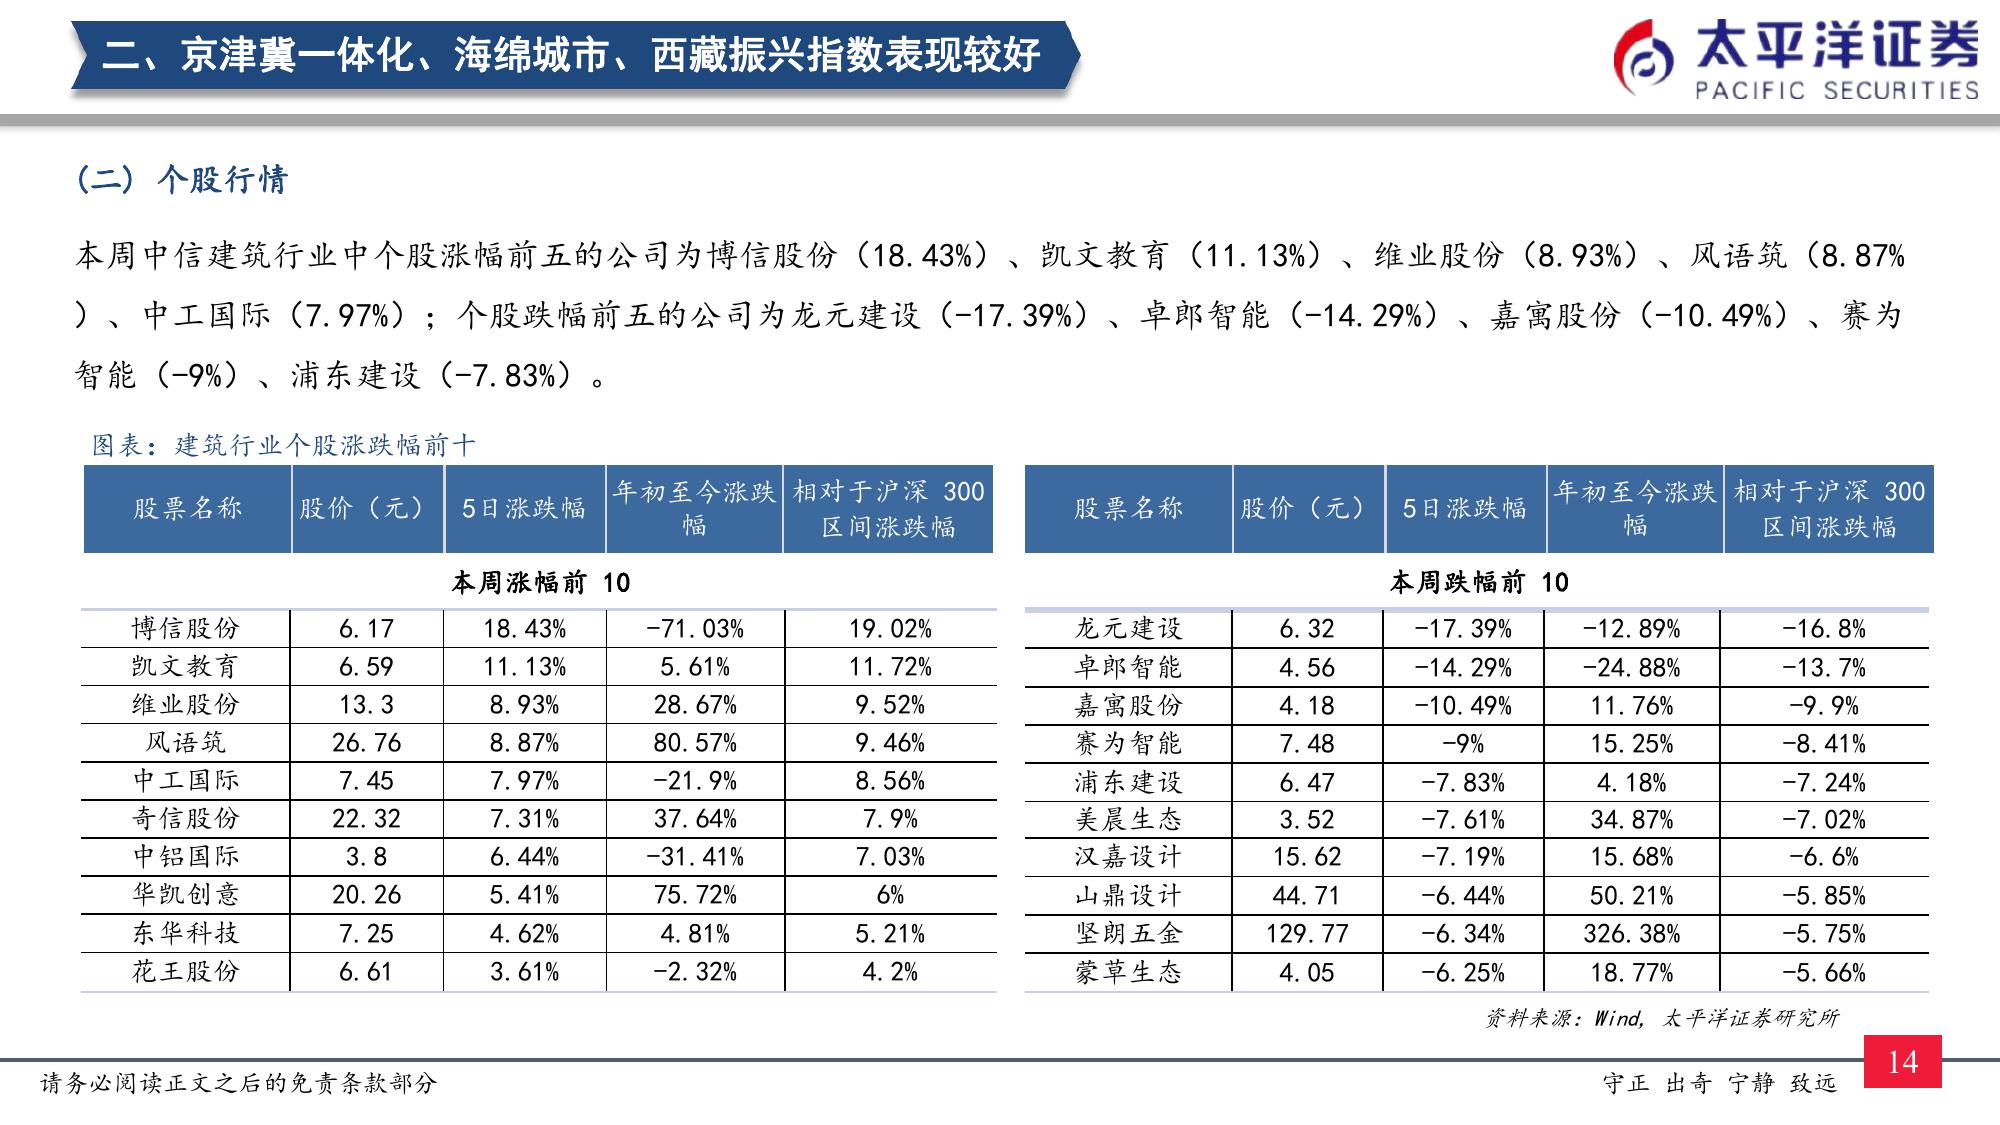 二、京津冀一体化、海绵城市、西藏振兴指数表现较好
太平洋证券
PACIFIC SECURITIES
(二) 个股行情
本周中信建筑行业中个股涨幅前五的公司为博信股份（18.43%）、凯文教育（11.13%）、维业股份（8.93%）、风语筑（8.87%
）、中工国际（7.97%）；个股跌幅前五的公司为龙元建设（-17.39%）、卓郎智能（-14.29%）、嘉寓股份（-10.49%）、赛为
智能（-9%）、浦东建设（-7.83%）。
图表：建筑行业个股涨跌幅前十
股票名称 股价（元） 5日涨跌幅 年初至今涨跌幅 相对于沪深 300 区间涨跌幅
本周涨幅前 10
博信股份 6.17 18.43% -71.03% 19.02%
凯文教育 6.59 11.13% 5.61% 11.72%
维业股份 13.3 8.93% 28.67% 9.52%
风语筑 26.76 8.87% 80.57% 9.46%
中工国际 7.45 7.97% -21.9% 8.56%
奇信股份 22.32 7.31% 37.64% 7.9%
中铝国际 3.8 6.44% -31.41% 7.03%
华凯创意 20.26 5.41% 75.72% 6%
东华科技 7.25 4.62% 4.81% 5.21%
花王股份 6.61 3.61% -2.32% 4.2%
股票名称 股价（元） 5日涨跌幅 年初至今涨跌幅 相对于沪深 300 区间涨跌幅
本周跌幅前 10
龙元建设 6.32 -17.39% -12.89% -16.8%
卓郎智能 4.56 -14.29% -24.88% -13.7%
嘉寓股份 4.18 -10.49% 11.76% -9.9%
赛为智能 7.48 -9% 15.25% -8.41%
浦东建设 6.47 -7.83% 4.18% -7.24%
美晨生态 3.52 -7.61% 34.87% -7.02%
汉嘉设计 15.62 -7.19% 15.68% -6.6%
山鼎设计 44.71 -6.44% 50.21% -5.85%
坚朗五金 129.77 -6.34% 326.38% -5.75%
蒙草生态 4.05 -6.25% 18.77% -5.66%
资料来源：Wind, 太平洋证券研究所
请务必阅读正文之后的免责条款部分
守正 出奇 宁静 致远
14